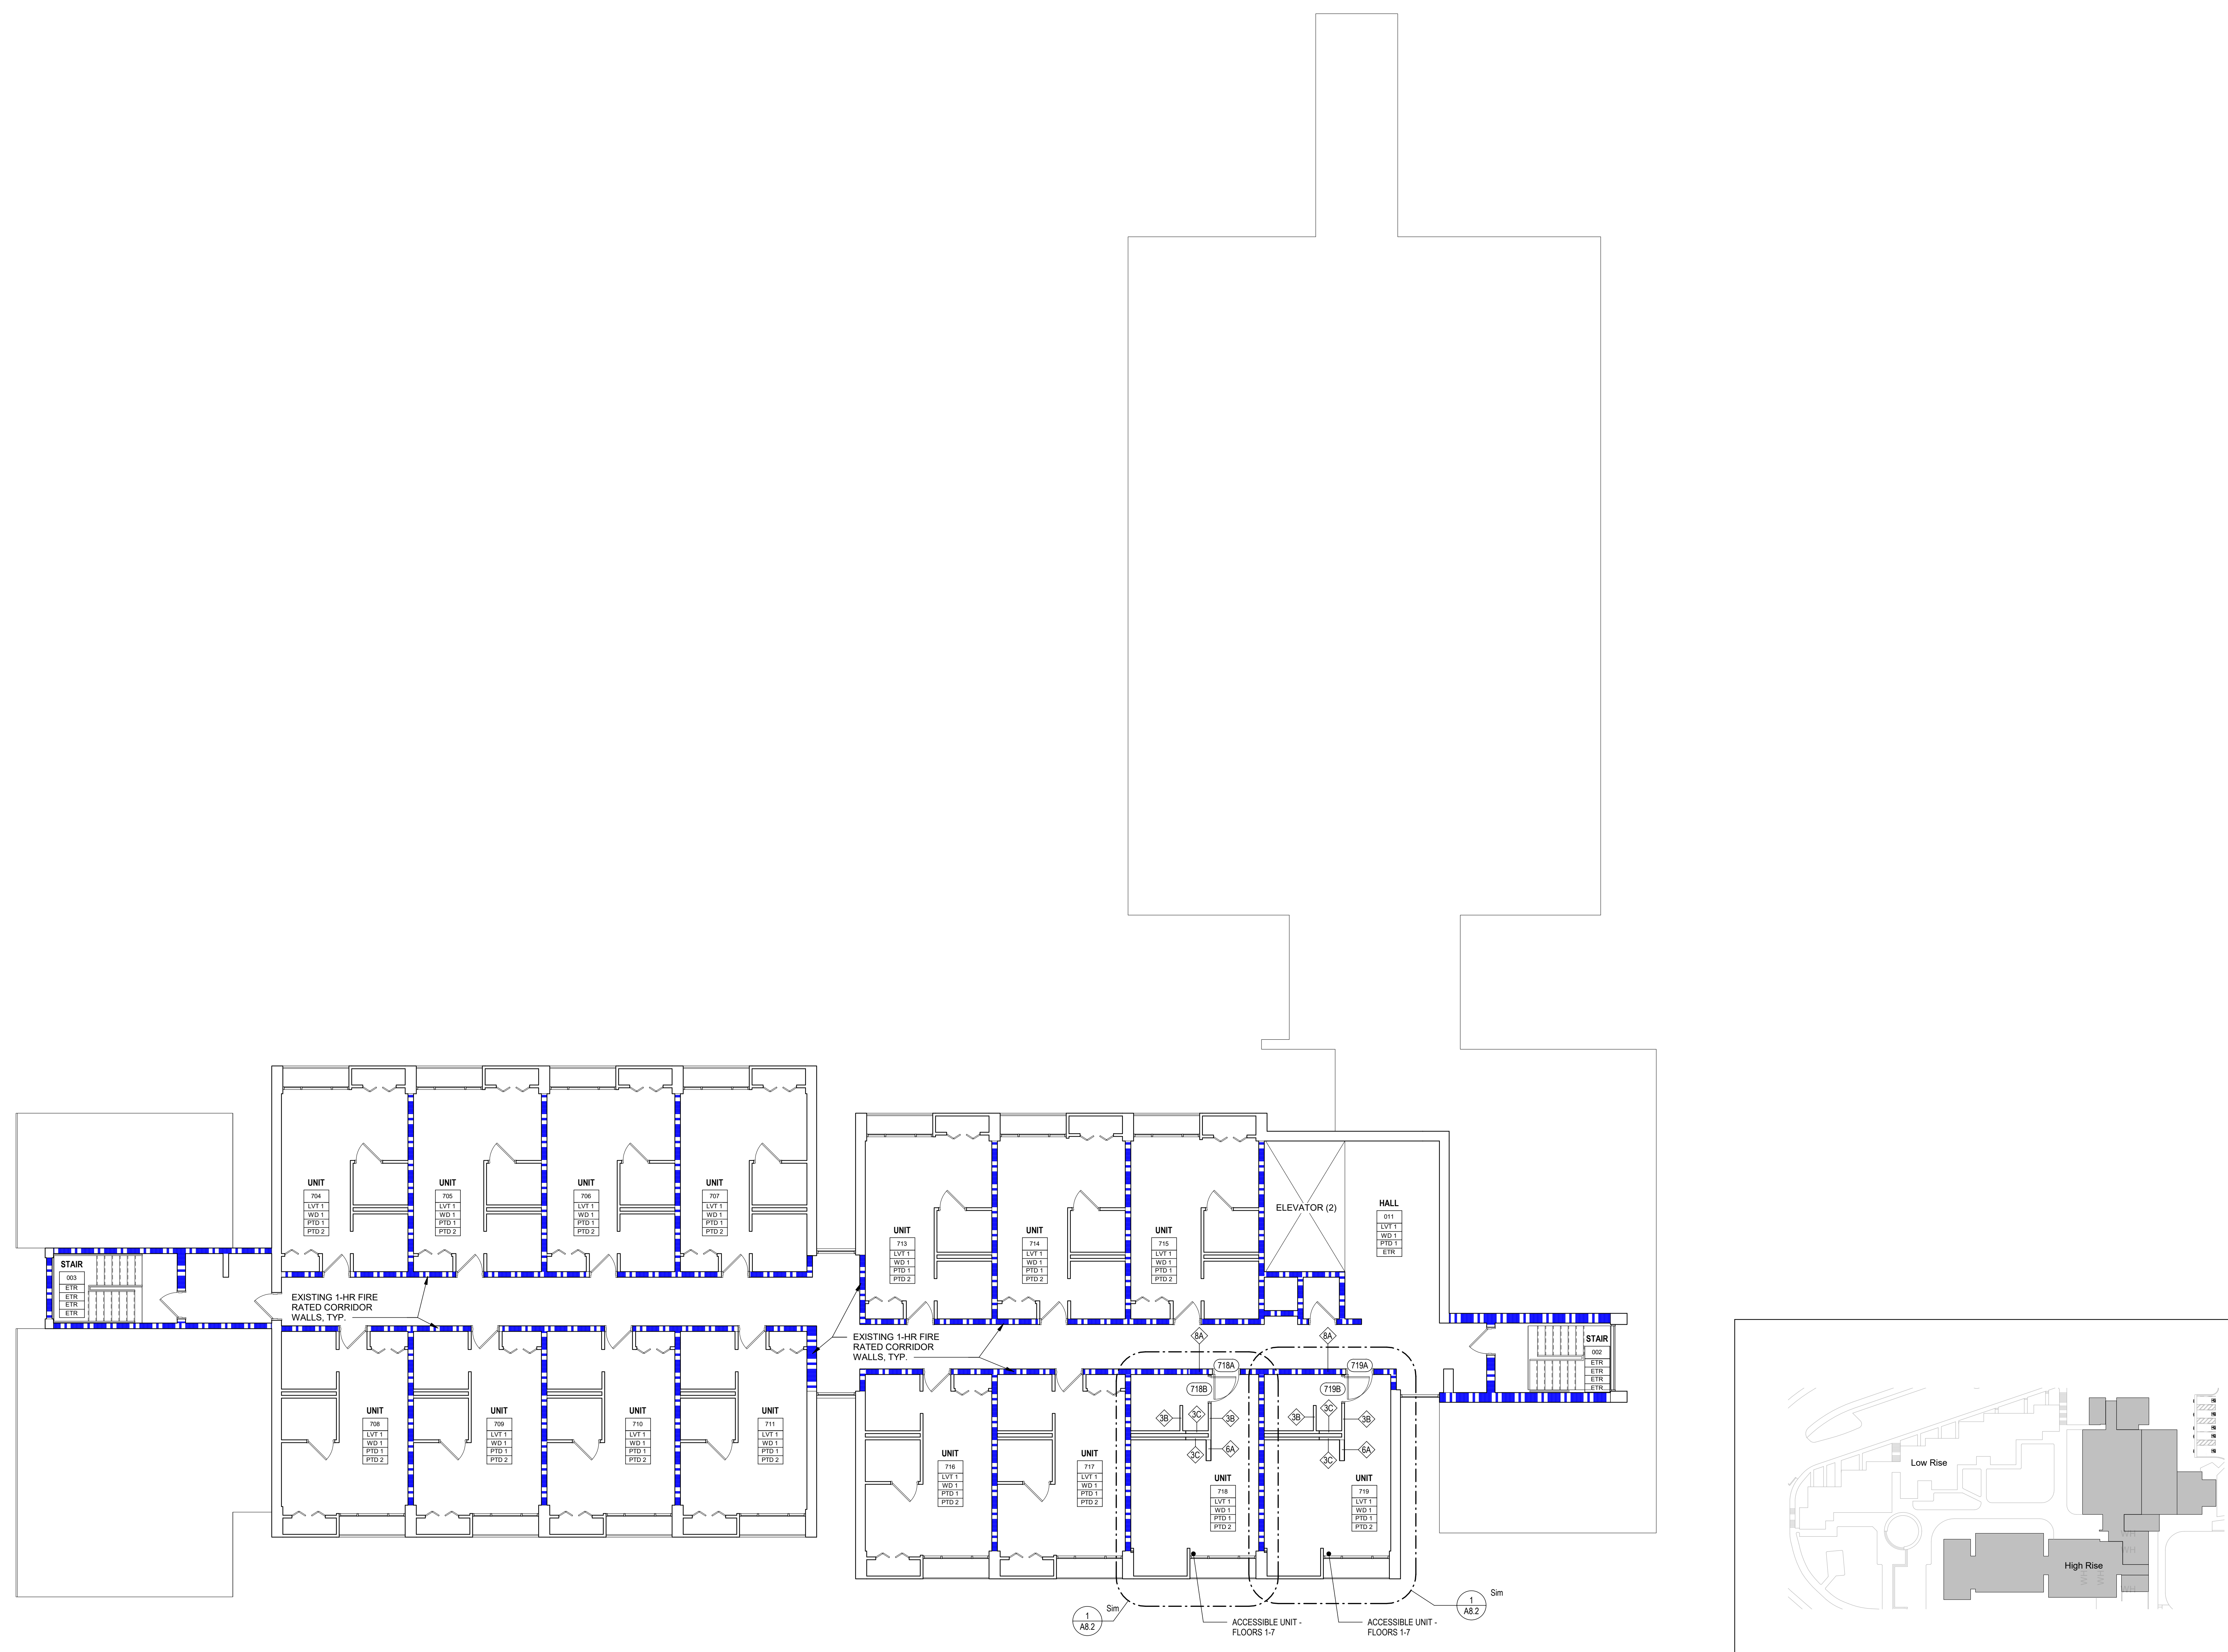 UNIT
704
LVT 1
WD 1
PTD 1
PTD 2
UNIT
705
LVT 1
WD 1
PTD 1
PTD 2
UNIT
706
LVT 1
WD 1
PTD 1
PTD 2
UNIT
707
LVT 1
WD 1
PTD 1
PTD 2
UNIT
713
LVT 1
WD 1
PTD 1
PTD 2
UNIT
714
LVT 1
WD 1
PTD 1
PTD 2
UNIT
715
LVT 1
WD 1
PTD 1
PTD 2
ELEVATOR (2)
HALL
011
LVT 1
WD 1
PTD 1
ETR
STAIR
003
ETR
ETR
ETR
ETR
EXISTING 1-HR FIRE
RATED CORRIDOR
WALLS, TYP.
EXISTING 1-HR FIRE
RATED CORRIDOR
WALLS, TYP.
STAIR
002
ETR
ETR
ETR
ETR
8A
8A
718A
719A
718B
719B
3B
3C
3B
3B
3C
3B
3C
6A
3C
6A
UNIT
708
LVT 1
WD 1
PTD 1
PTD 2
UNIT
709
LVT 1
WD 1
PTD 1
PTD 2
UNIT
710
LVT 1
WD 1
PTD 1
PTD 2
UNIT
711
LVT 1
WD 1
PTD 1
PTD 2
UNIT
716
LVT 1
WD 1
PTD 1
PTD 2
UNIT
717
LVT 1
WD 1
PTD 1
PTD 2
UNIT
718
LVT 1
WD 1
PTD 1
PTD 2
UNIT
719
LVT 1
WD 1
PTD 1
PTD 2
1
A8.2
Sim
ACCESSIBLE UNIT -
FLOORS 1-7
ACCESSIBLE UNIT -
FLOORS 1-7
1
A8.2
Sim
Low Rise
High Rise
WH
WH
WH
WH
WH